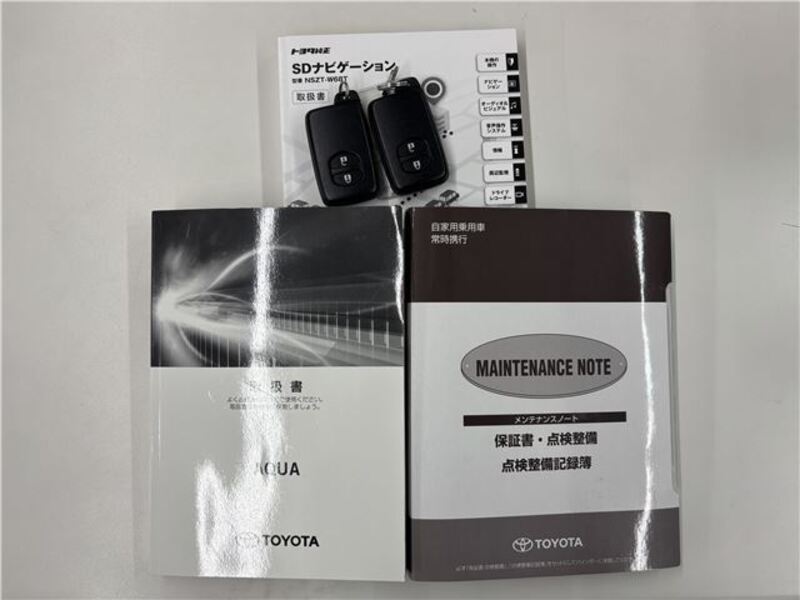 トヨタ純正
SDナビゲーション
型番 NSZT-W68T
取扱書
本機の
操作
ナビゲー
ション
オーディオ&
ビジュアル
音声操作
システム
情報
周辺監視
ドライブ
レコーダー
取扱書
AQUA
TOYOTA
自家用乗用車
常時携行
MAINTENANCE NOTE
メンテナンスノート
保証書・点検整備
点検整備記録簿
TOYOTA